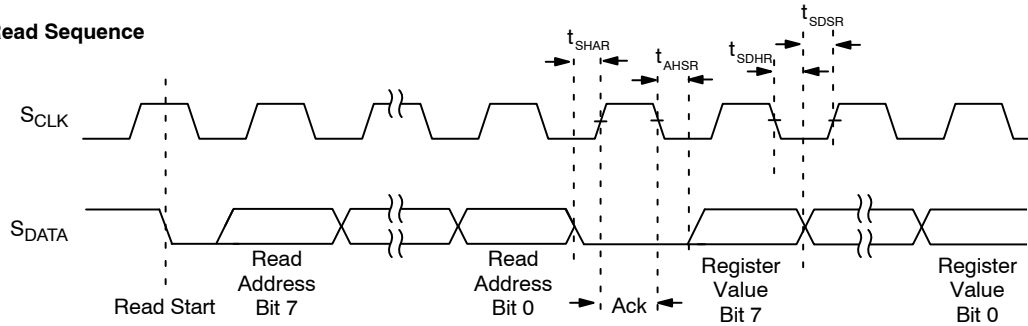 Read Sequence
tSHAR
tAHSR
tSDHR
tSDSR
SCLK
SDATA
Read Start
Read
Address
Bit 7
Read
Address
Bit 0
Ack
Register
Value
Bit 7
Register
Value
Bit 0